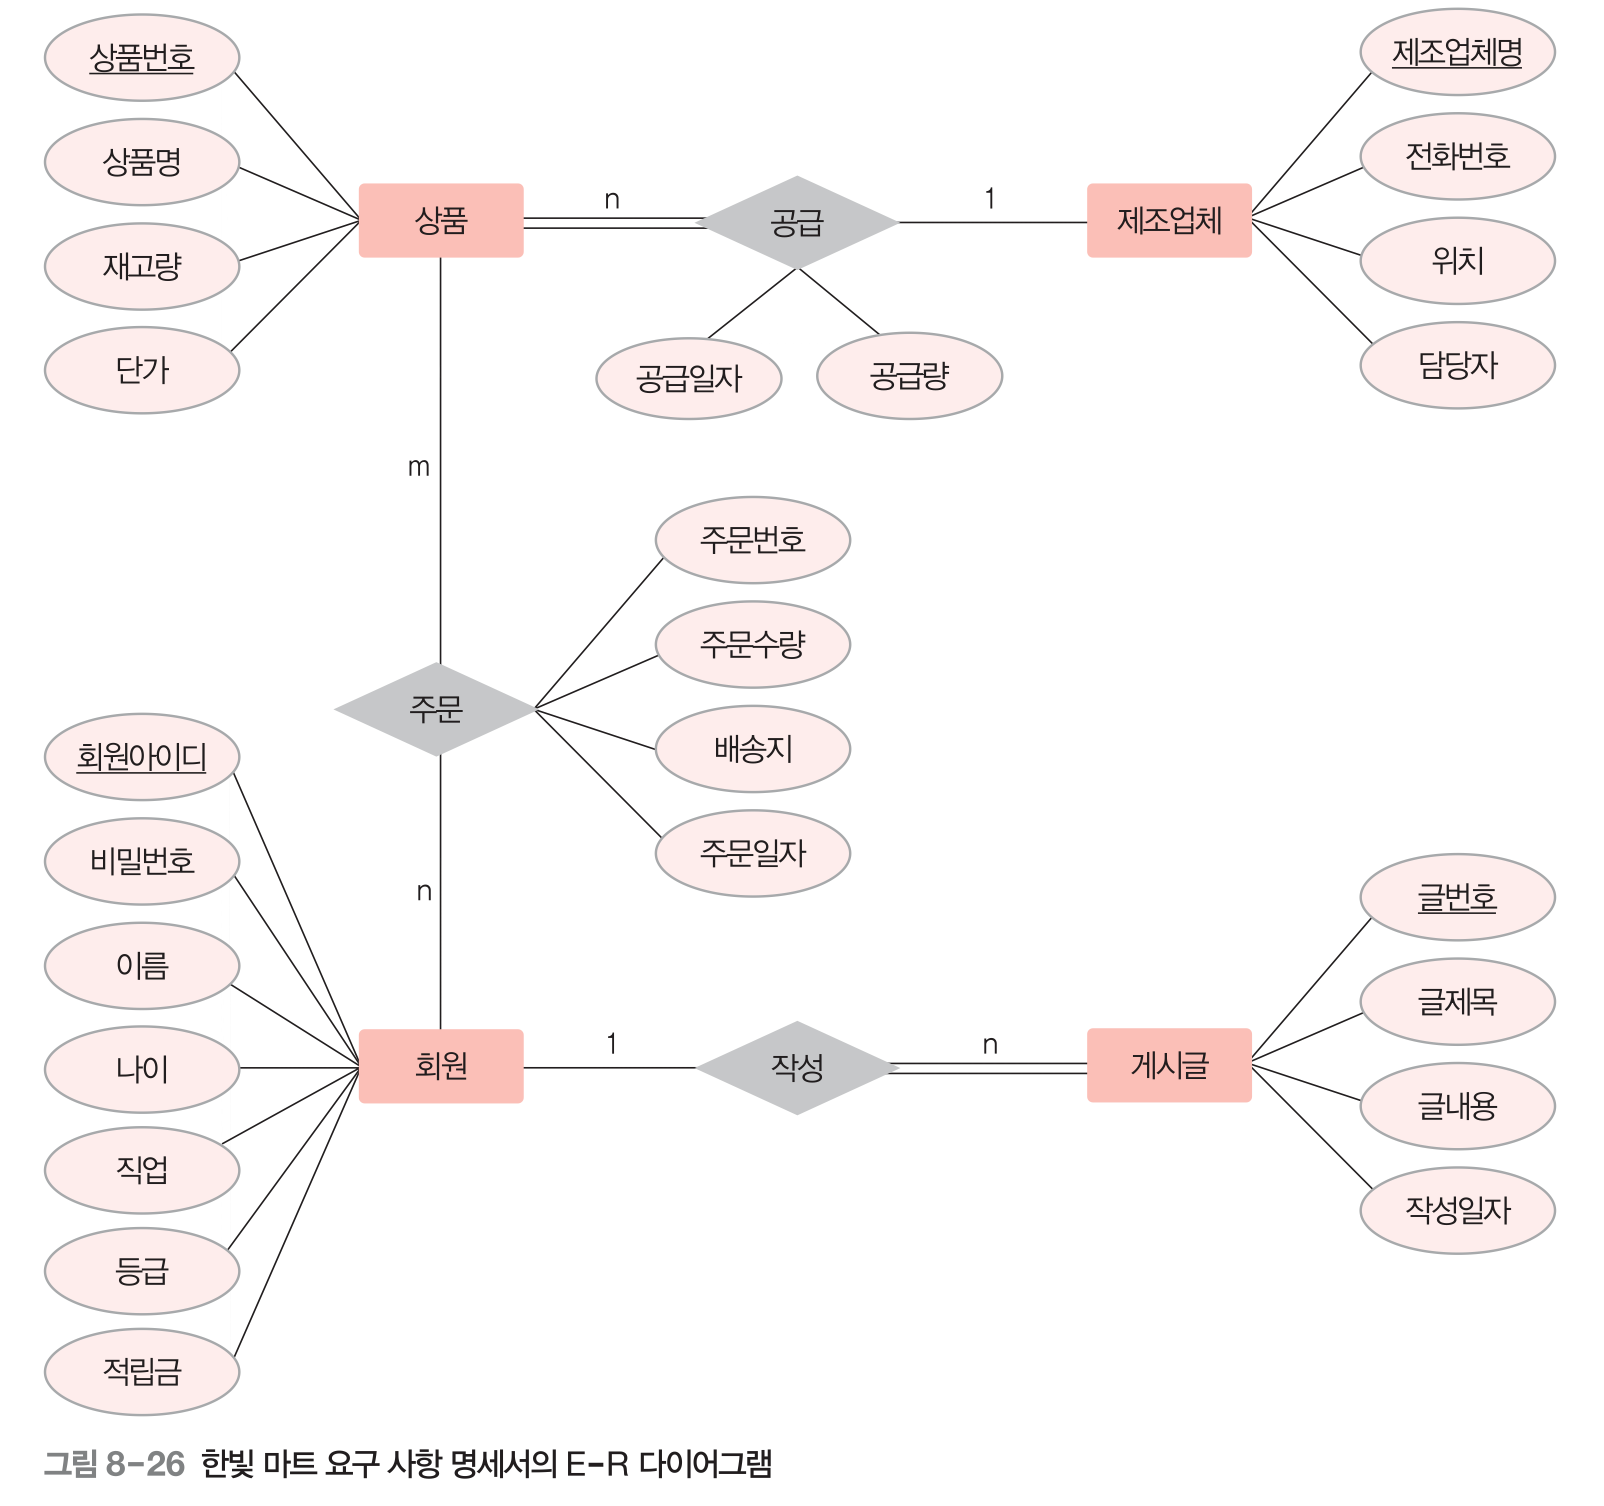 상품번호
상품명
재고량
단가
상품
n
공급
1
제조업체
제조업체명
전화번호
위치
담당자
공급일자
공급량
m
주문번호
주문수량
배송지
주문일자
주문
n
회원아이디
비밀번호
이름
나이
직업
등급
적립금
회원
1
작성
n
게시글
글번호
글제목
글내용
작성일자
그림 8-26 한빛 마트 요구 사항 명세서의 E-R 다이어그램